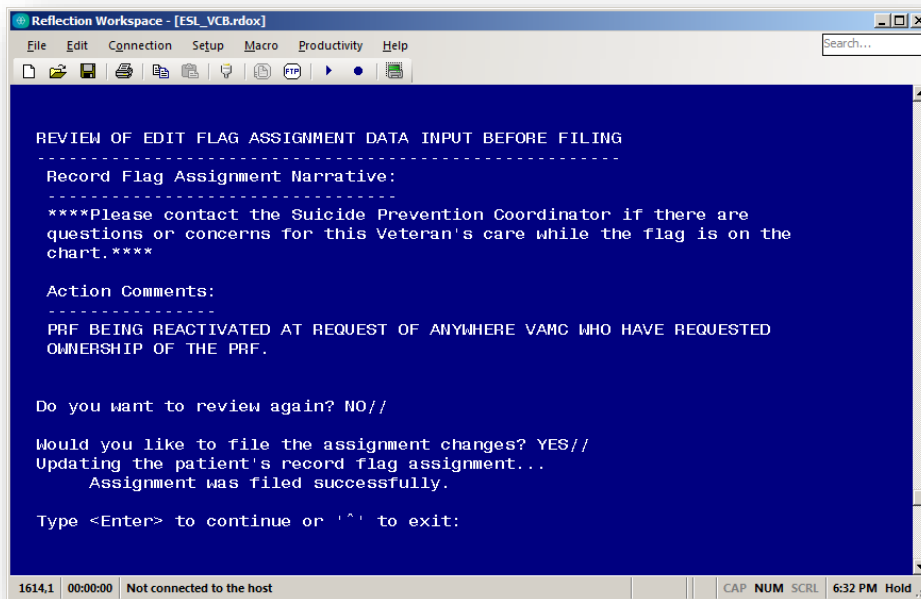 Reflection Workspace - [ESL_VCB.rdox]
File Edit Connection Setup Macro Productivity Help
Search...
FTP
REVIEW OF EDIT FLAG ASSIGNMENT DATA INPUT BEFORE FILING
--------------------------------------------------------
Record Flag Assignment Narrative:
---------------------------------
****Please contact the Suicide Prevention Coordinator if there are
questions or concerns for this Veteran's care while the flag is on the
chart.****
Action Comments:
----------------
PRF BEING REACTIVATED AT REQUEST OF ANYWHERE VAMC WHO HAVE REQUESTED
OWNERSHIP OF THE PRF.
Do you want to review again? NO//
Would you like to file the assignment changes? YES//
Updating the patient's record flag assignment...
Assignment was filed successfully.
Type <Enter> to continue or '^' to exit:
1614,1 00:00:00 Not connected to the host CAP NUM SCRL 6:32 PM Hold